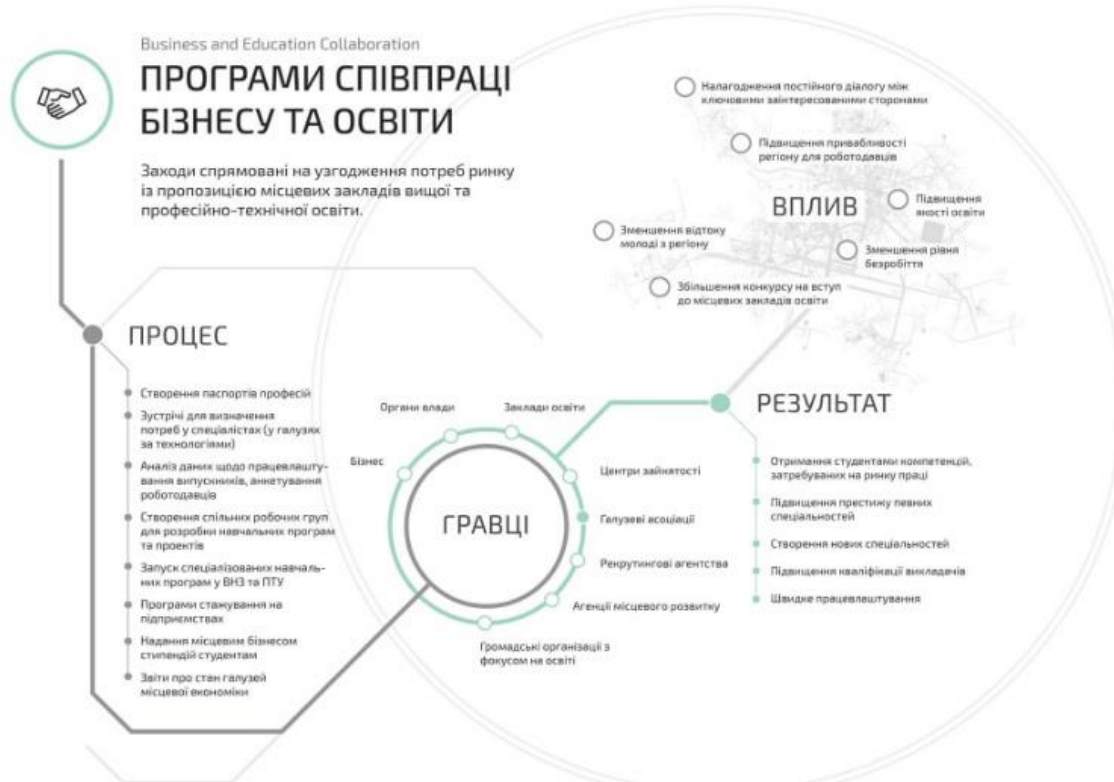 Business and Education Collaboration
ПРОГРАМИ СПІВПРАЦІ
БІЗНЕСУ ТА ОСВІТИ
Заходи спрямовані на узгодження потреб ринку
із пропозицією місцевих закладів вищої та
професійно-технічної освіти.
ПРОЦЕС
Створення паспортів професій
Зустрічі для визначення
потреб у спеціалістах (у галузях
за технологіями)
Аналіз даних щодо працевлашту-
вання випускників, анкетування
роботодавців
Створення спільних робочих груп
для розробки навчальних програм
та проектів
Запуск спеціалізованих навчаль-
них програм у ВНЗ та ПТУ
Програми стажування на
підприємствах
Надання місцевим бізнесом
стипендій студентам
Звіти про стан галузей
місцевої економіки
ГРАВЦІ
Бізнес
Органи влади
Заклади освіти
Центри зайнятості
Галузеві асоціації
Рекрутингові агентства
Агенції місцевого розвитку
Громадські організації з
фокусом на освіті
РЕЗУЛЬТАТ
Отримання студентами компетенцій,
затребуваних на ринку праці
Підвищення престижу певних
спеціальностей
Створення нових спеціальностей
Підвищення кваліфікації викладачів
Швидке працевлаштування
ВПЛИВ
Налагодження постійного діалогу між
ключовими заінтересованими сторонами
Підвищення привабливості
регіону для роботодавців
Підвищення
якості освіти
Зменшення відтоку
молоді з регіону
Зменшення рівня
безробіття
Збільшення конкурсу на вступ
до місцевих закладів освіти